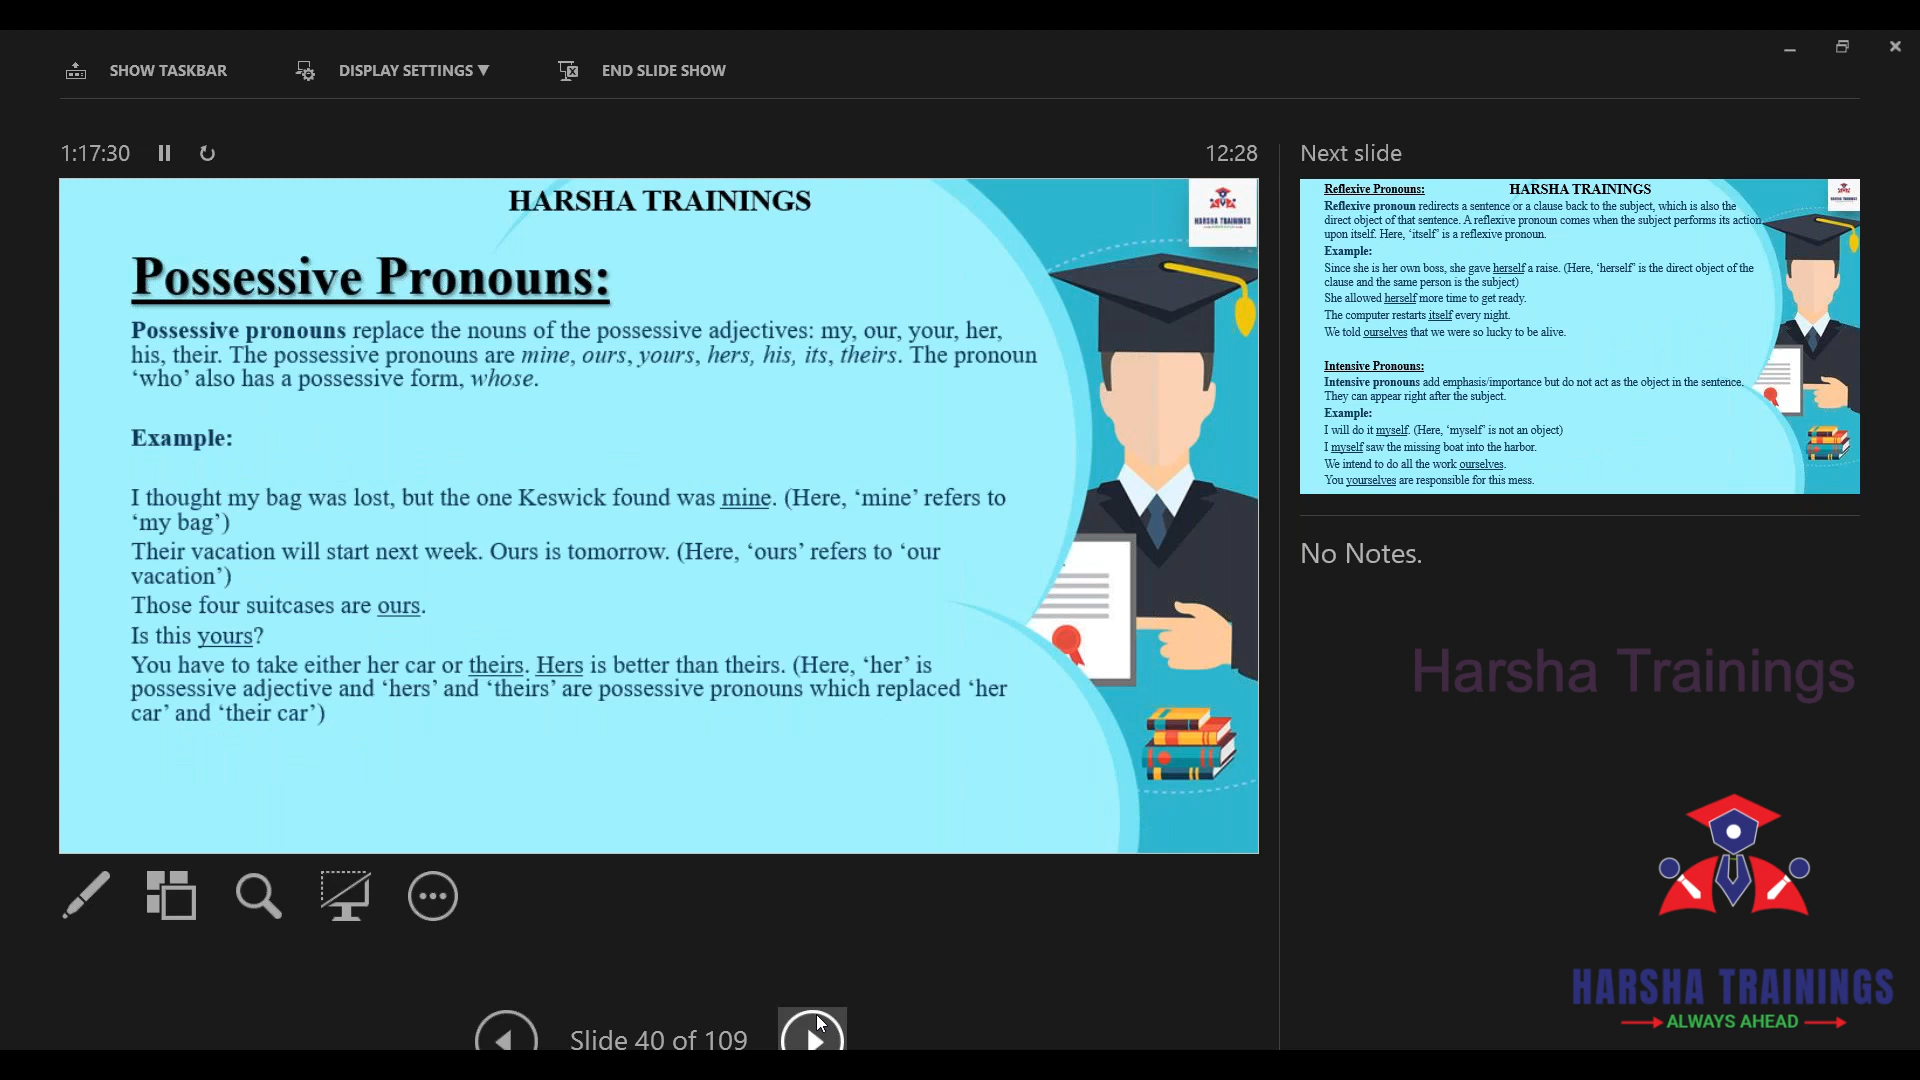 SHOW TASKBAR
DISPLAY SETTINGS ▼
END SLIDE SHOW
1:17:30
12:28
Next slide
HARSHA TRAININGS
HARSHA TRAININGS
Possessive Pronouns:
Possessive pronouns replace the nouns of the possessive adjectives: my, our, your, her,
his, their. The possessive pronouns are mine, ours, yours, hers, his, its, theirs. The pronoun
‘who’ also has a possessive form, whose.
Example:
I thought my bag was lost, but the one Keswick found was mine. (Here, ‘mine’ refers to
‘my bag’)
Their vacation will start next week. Ours is tomorrow. (Here, ‘ours’ refers to ‘our
vacation’)
Those four suitcases are ours.
Is this yours?
You have to take either her car or theirs. Hers is better than theirs. (Here, ‘her’ is
possessive adjective and ‘hers’ and ‘theirs’ are possessive pronouns which replaced ‘her
car’ and ‘their car’)
Slide 40 of 109
Reflexive Pronouns:
HARSHA TRAININGS
Reflexive pronoun redirects a sentence or a clause back to the subject, which is also the
direct object of that sentence. A reflexive pronoun comes when the subject performs its action
upon itself. Here, ‘itself’ is a reflexive pronoun.
Example:
Since she is her own boss, she gave herself a raise. (Here, ‘herself’ is the direct object of the
clause and the same person is the subject)
She allowed herself more time to get ready.
The computer restarts itself every night.
We told ourselves that we were so lucky to be alive.
Intensive Pronouns:
Intensive pronouns add emphasis/importance but do not act as the object in the sentence.
They can appear right after the subject.
Example:
I will do it myself. (Here, ‘myself’ is not an object)
I myself saw the missing boat into the harbor.
We intend to do all the work ourselves.
You yourselves are responsible for this mess.
No Notes.
Harsha Trainings
HARSHA TRAININGS
ALWAYS AHEAD